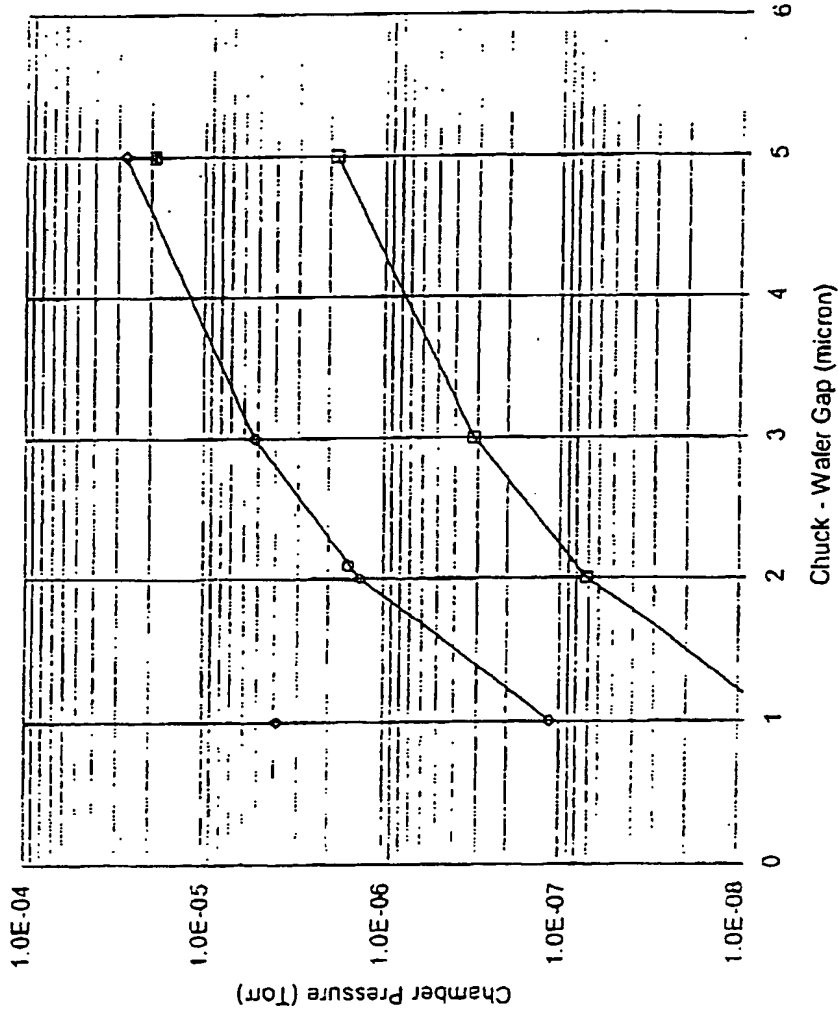 1.0E-04
1.0E-05
1.0E-06
1.0E-07
1.0E-08
Chamber Pressure (Torr)
0
1
2
3
4
5
6
Chuck - Wafer Gap (micron)